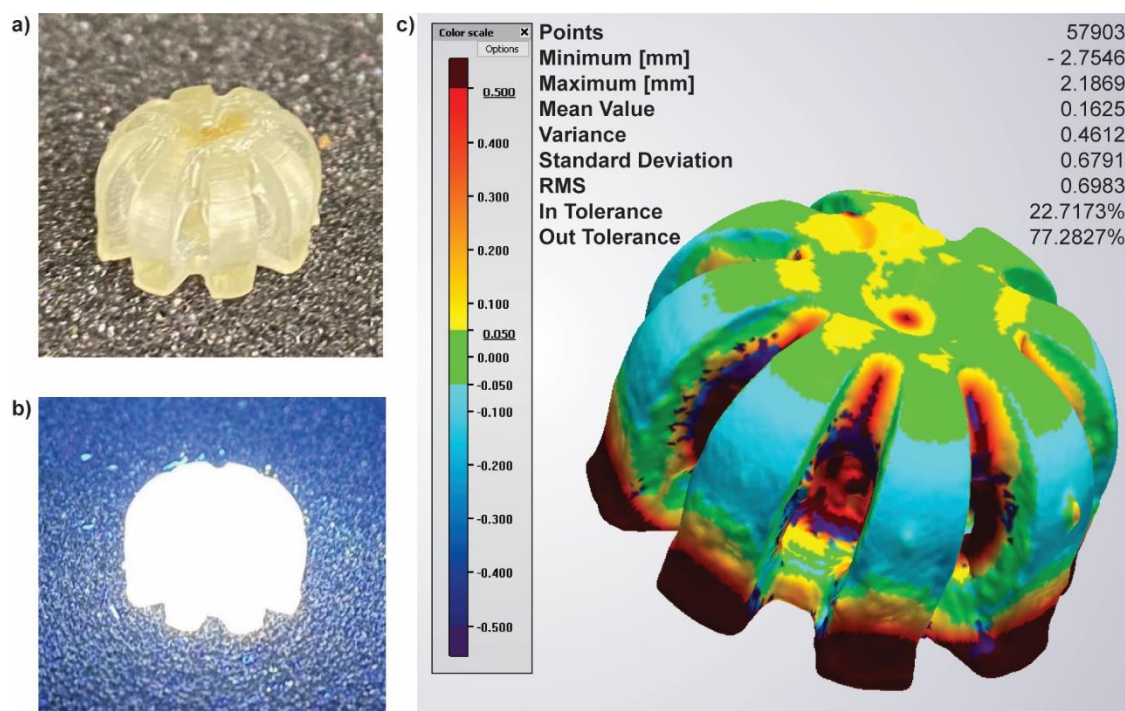 a)
b)
c)
Color scale
Options
0.500
0.400
0.300
0.200
0.100
0.050
0.000
-0.050
-0.100
-0.200
-0.300
-0.400
-0.500
Points 57903
Minimum [mm] - 2.7546
Maximum [mm] 2.1869
Mean Value 0.1625
Variance 0.4612
Standard Deviation 0.6791
RMS 0.6983
In Tolerance 22.7173%
Out Tolerance 77.2827%